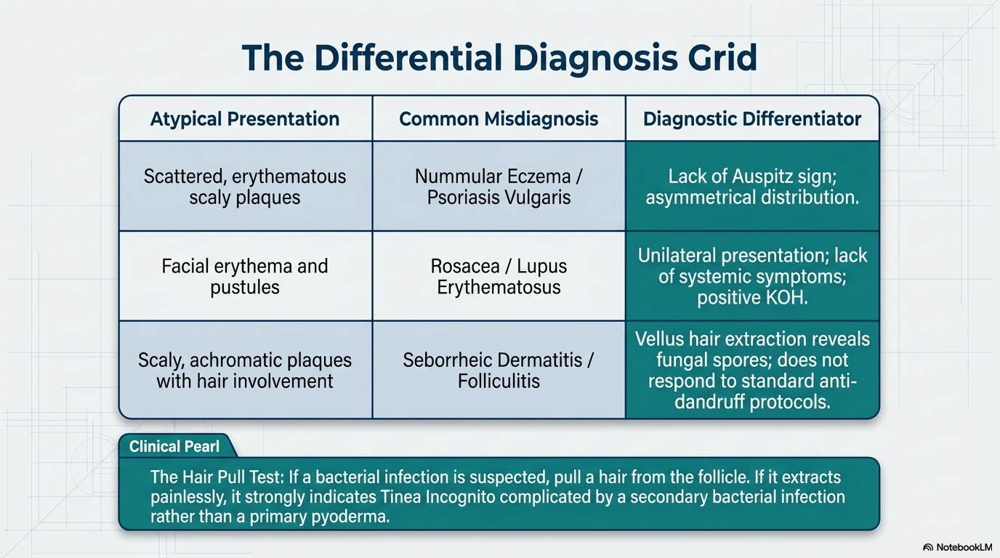 The Differential Diagnosis Grid
Atypical Presentation
Common Misdiagnosis
Diagnostic Differentiator
Scattered, erythematous
scaly plaques
Nummular Eczema /
Psoriasis Vulgaris
Lack of Auspitz sign;
asymmetrical distribution.
Facial erythema and
pustules
Rosacea / Lupus
Erythematosus
Unilateral presentation; lack
of systemic symptoms;
positive KOH.
Scaly, achromatic plaques
with hair involvement
Seborrheic Dermatitis /
Folliculitis
Vellus hair extraction reveals
fungal spores; does not
respond to standard anti-
dandruff protocols.
Clinical Pearl
The Hair Pull Test: If a bacterial infection is suspected, pull a hair from the follicle. If it extracts
painlessly, it strongly indicates Tinea Incognito complicated by a secondary bacterial infection
rather than a primary pyoderma.
NotebookLM